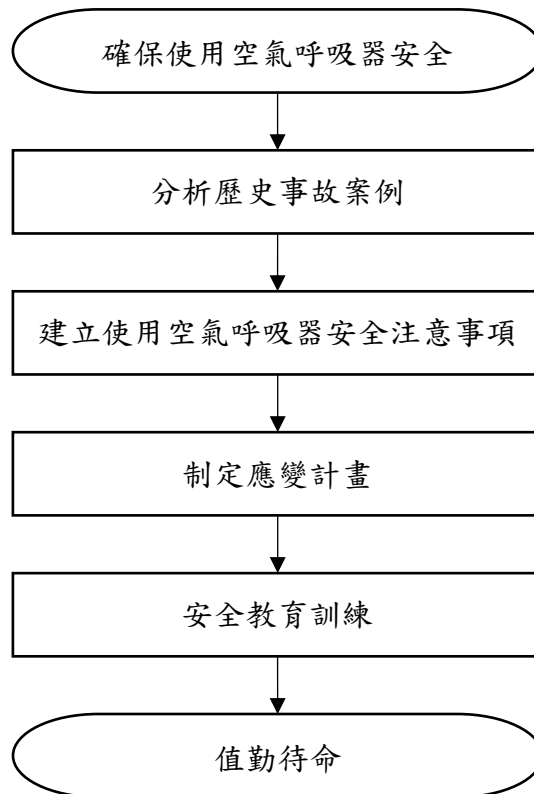 確保使用空氣呼吸器安全
分析歷史事故案例
建立使用空氣呼吸器安全注意事項
制定應變計畫
安全教育訓練
值勤待命